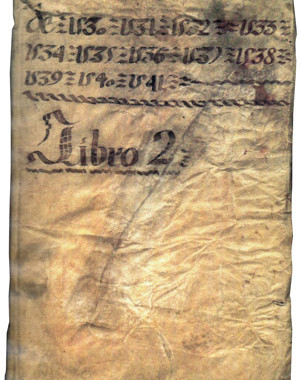 de = 1830 = 1831 = 1832 = 1833
1834 = 1835 = 1836 = 1837 = 1838 =
1839 = 1840 = 1841 =
Libro 2 =